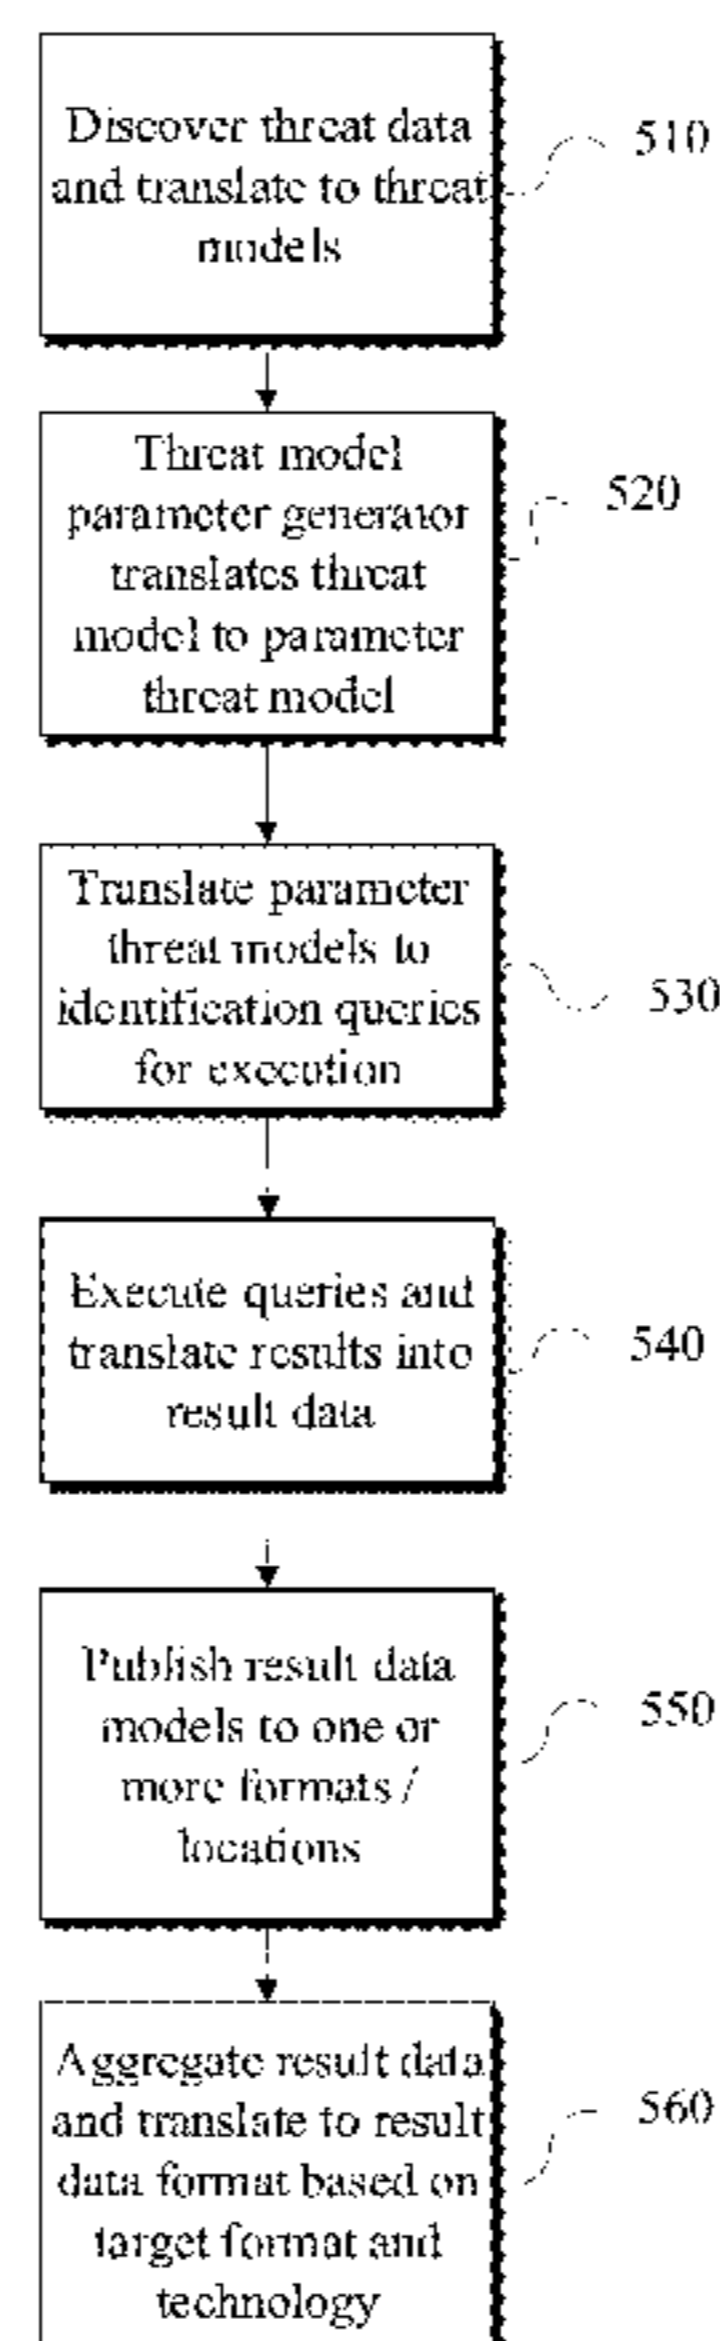 Discover threat data
and translate to threat
models
510
Threat model
parameter generator
translates threat
model to parameter
threat model
520
Translate parameter
threat models to
identification queries
for execution
530
Execute queries and
translate results into
result data
540
Publish result data
models to one or
more formats /
locations
550
Aggregate result data
and translate to result
data format based on
target format and
technology
560